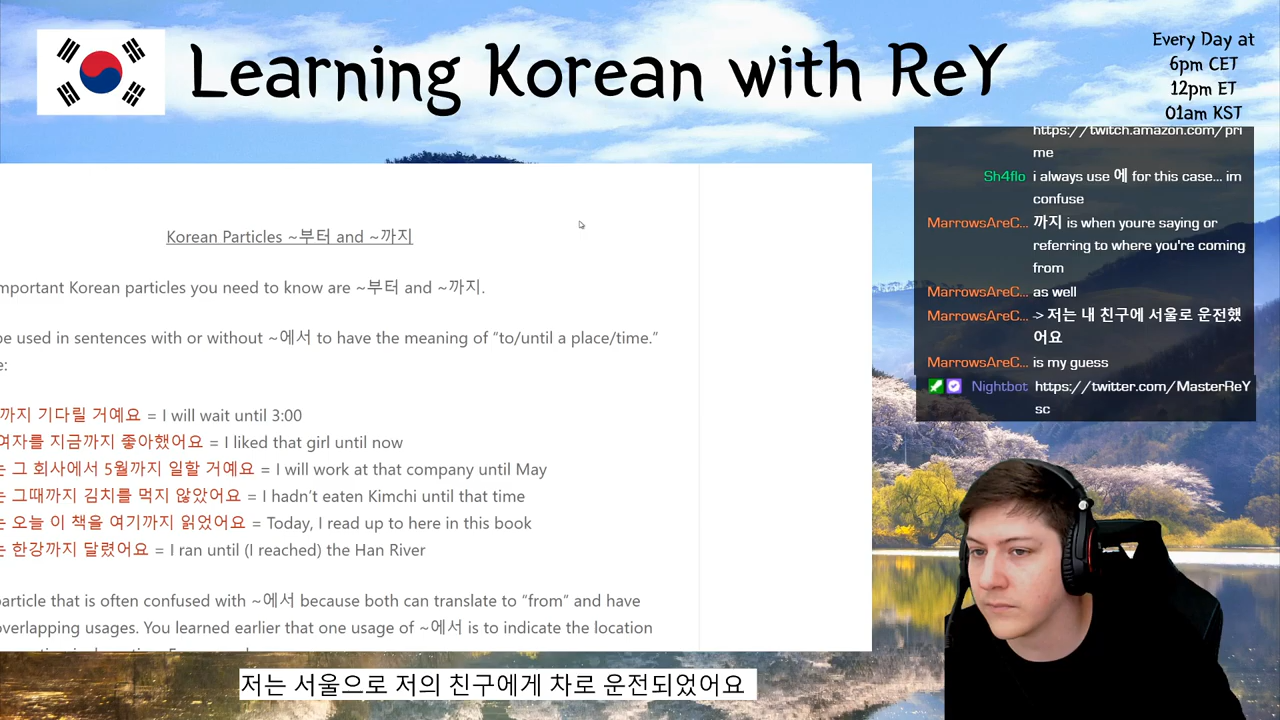 Learning Korean with ReY
Every Day at
6pm CET
12pm ET
01am KST
https://twitch.amazon.com/pri
me
Sh4flo i always use 에 for this case... im
confuse
MarrowsAreC... 까지 is when youre saying or
referring to where you're coming
from
MarrowsAreC... as well
MarrowsAreC... -> 저는 내 친구에 서울로 운전했
어요
MarrowsAreC... is my guess
Nightbot https://twitter.com/MasterReY
sc
Korean Particles ~부터 and ~까지
mportant Korean particles you need to know are ~부터 and ~까지.
be used in sentences with or without ~에서 to have the meaning of “to/until a place/time.”
e:
까지 기다릴 거예요 = I will wait until 3:00
여자를 지금까지 좋아했어요 = I liked that girl until now
는 그 회사에서 5월까지 일할 거예요 = I will work at that company until May
는 그때까지 김치를 먹지 않았어요 = I hadn’t eaten Kimchi until that time
는 오늘 이 책을 여기까지 읽었어요 = Today, I read up to here in this book
는 한강까지 달렸어요 = I ran until (I reached) the Han River
particle that is often confused with ~에서 because both can translate to “from” and have
overlapping usages. You learned earlier that one usage of ~에서 is to indicate the location
저는 서울으로 저의 친구에게 차로 운전되었어요